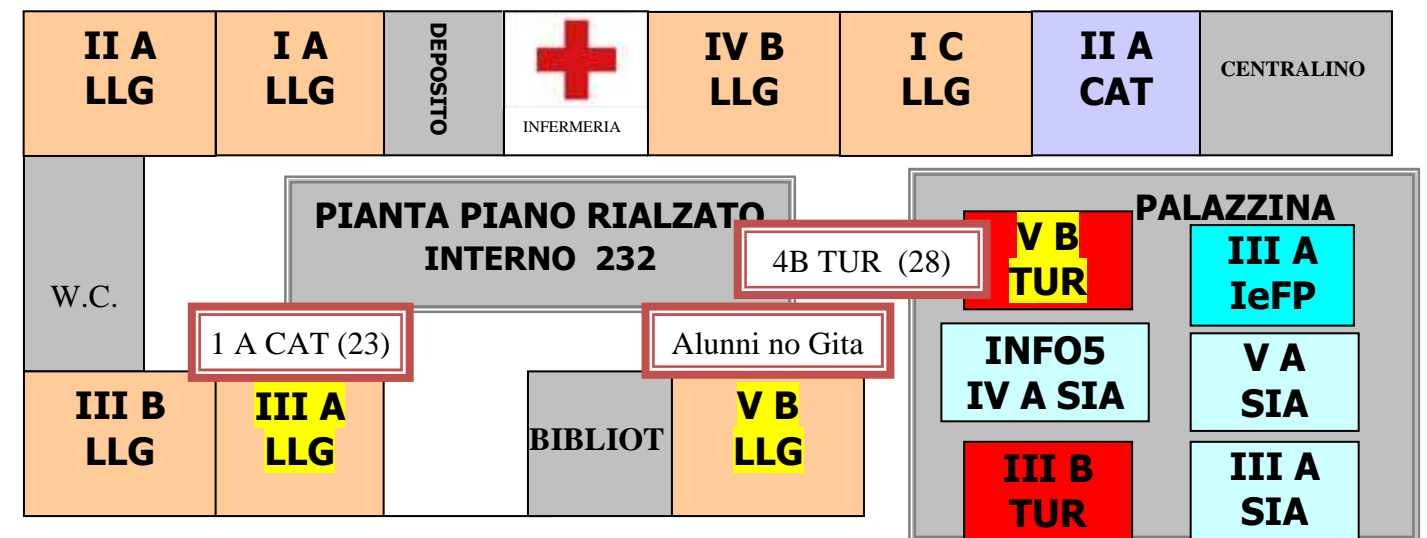 II A
LLG
I A
LLG
DEPOSITO
INFERMERIA
IV B
LLG
I C
LLG
II A
CAT
CENTRALINO
W.C.
PIANTA PIANO RIALZATO
INTERNO 232
4B TUR (28)
1 A CAT (23)
Alunni no Gita
III B
LLG
III A
LLG
BIBLIOT
V B
LLG
PALAZZINA
V B
TUR
III A
IeFP
INFO5
IV A SIA
V A
SIA
III B
TUR
III A
SIA